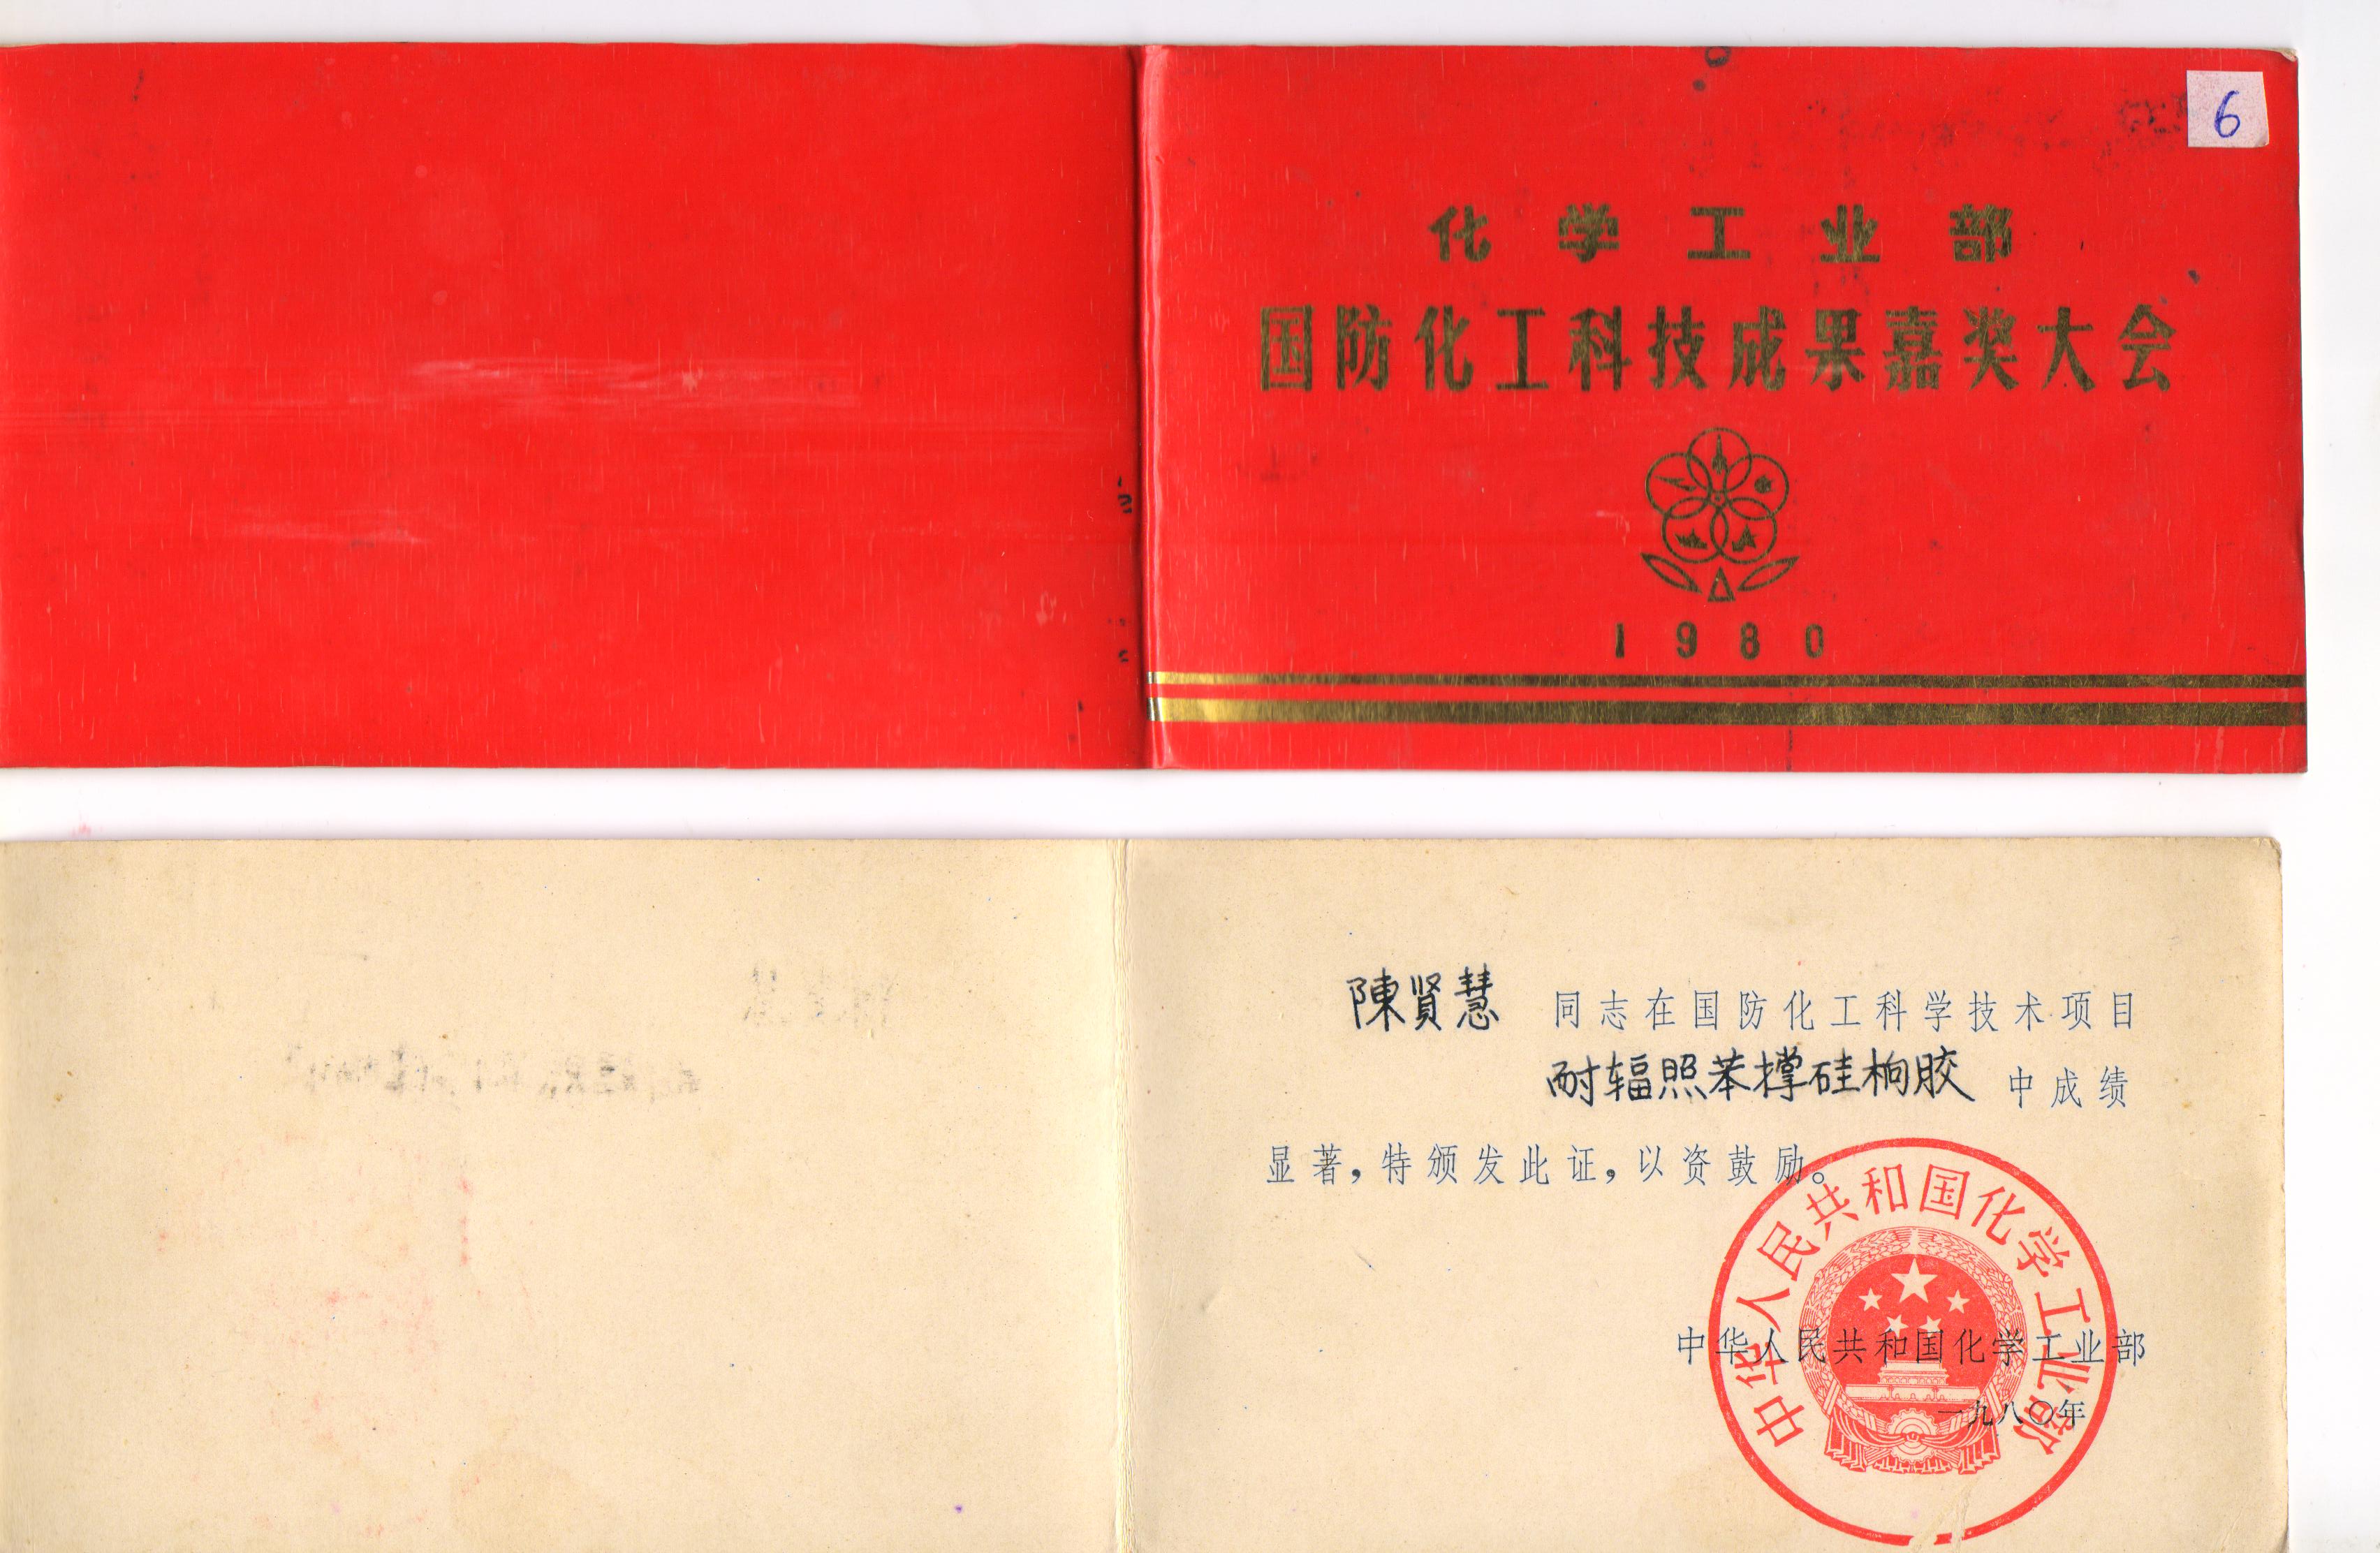 6
化学工业部
国防化工科技成果嘉奖大会
1980
陳賢慧 同志在国防化工科学技术项目
耐辐照苯撑硅桷胶 中成绩
显著，特颁发此证，以资鼓励。
中华人民共和国化学工业部
中华人民共和国化学工业部
一九八〇年